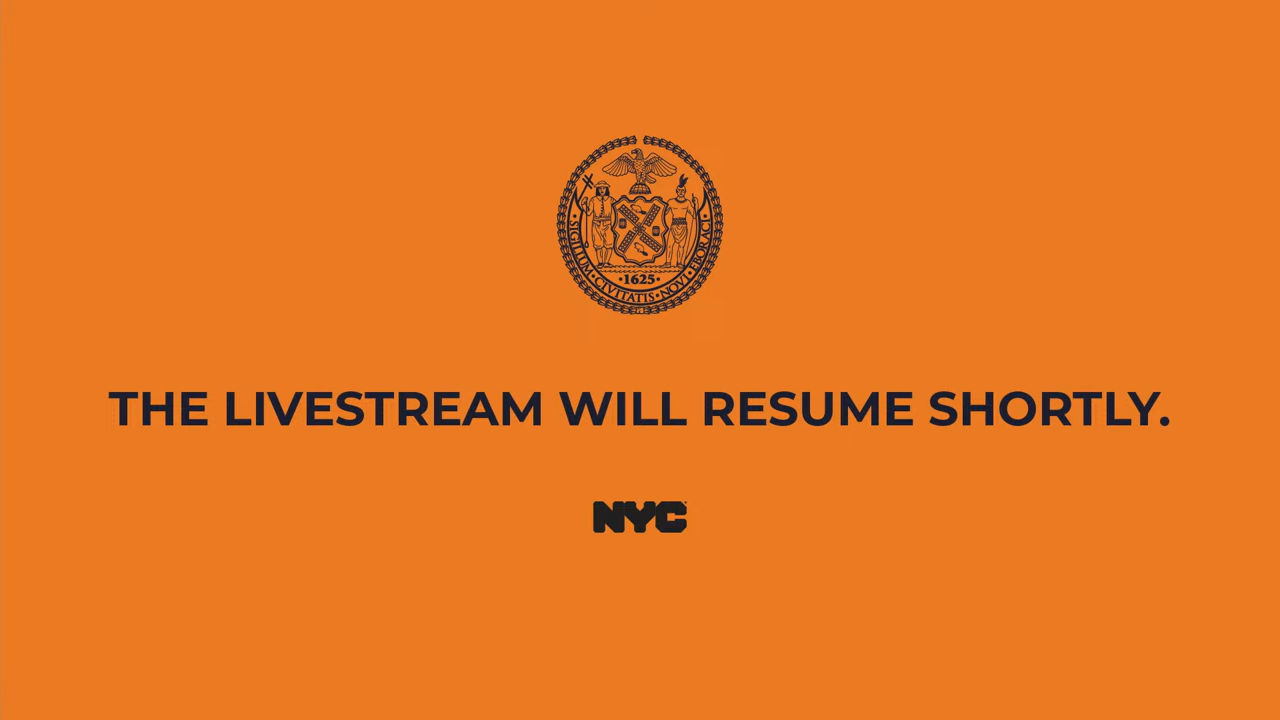 SIGILLUM·CIVITATIS·NOVI·EBORACI
·1625·
THE LIVESTREAM WILL RESUME SHORTLY.
NYC